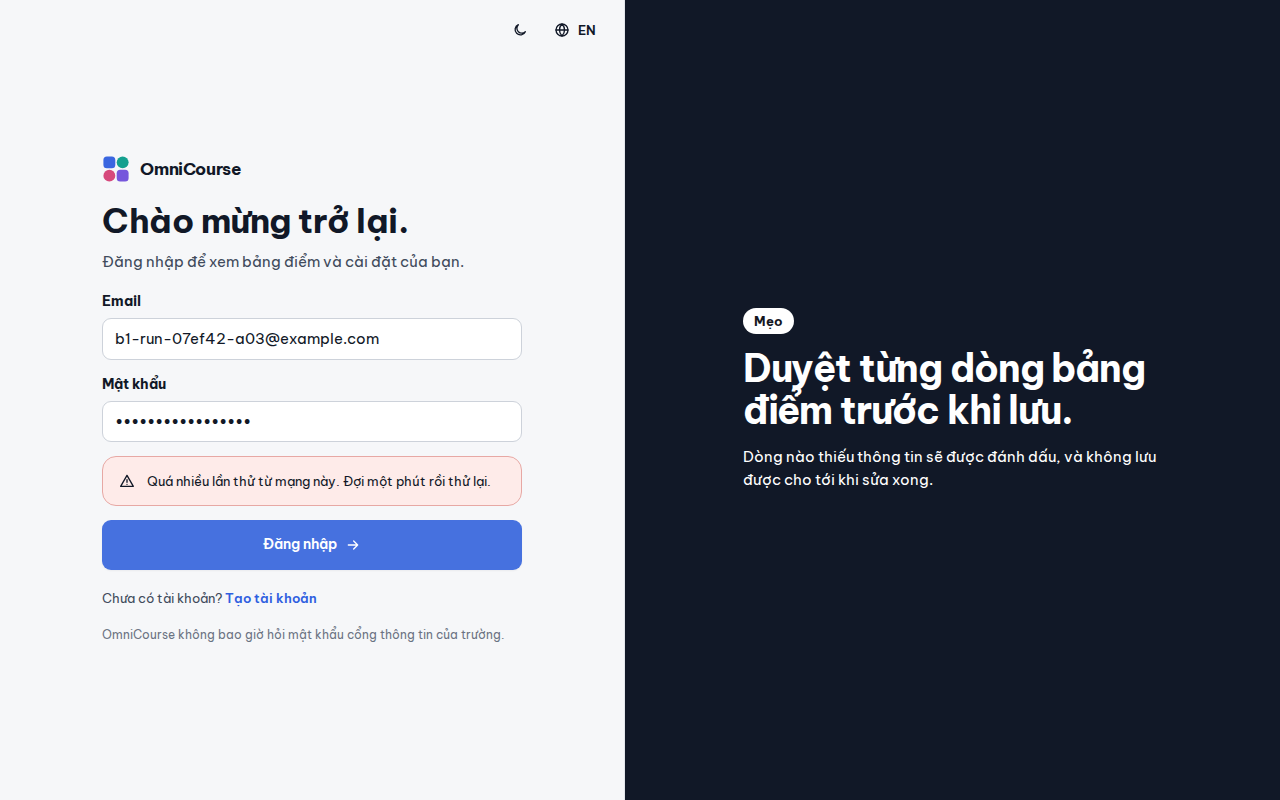 EN
OmniCourse
Chào mừng trở lại.
Đăng nhập để xem bảng điểm và cài đặt của bạn.
Email
b1-run-07ef42-a03@example.com
Mật khẩu
•••••••••••••••••
Quá nhiều lần thử từ mạng này. Đợi một phút rồi thử lại.
Đăng nhập →
Chưa có tài khoản? Tạo tài khoản
OmniCourse không bao giờ hỏi mật khẩu cổng thông tin của trường.
Mẹo
Duyệt từng dòng bảng
điểm trước khi lưu.
Dòng nào thiếu thông tin sẽ được đánh dấu, và không lưu
được cho tới khi sửa xong.